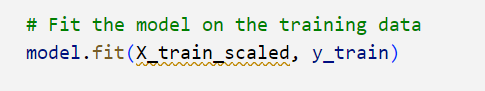 # Fit the model on the training data
model.fit(X_train_scaled, y_train)